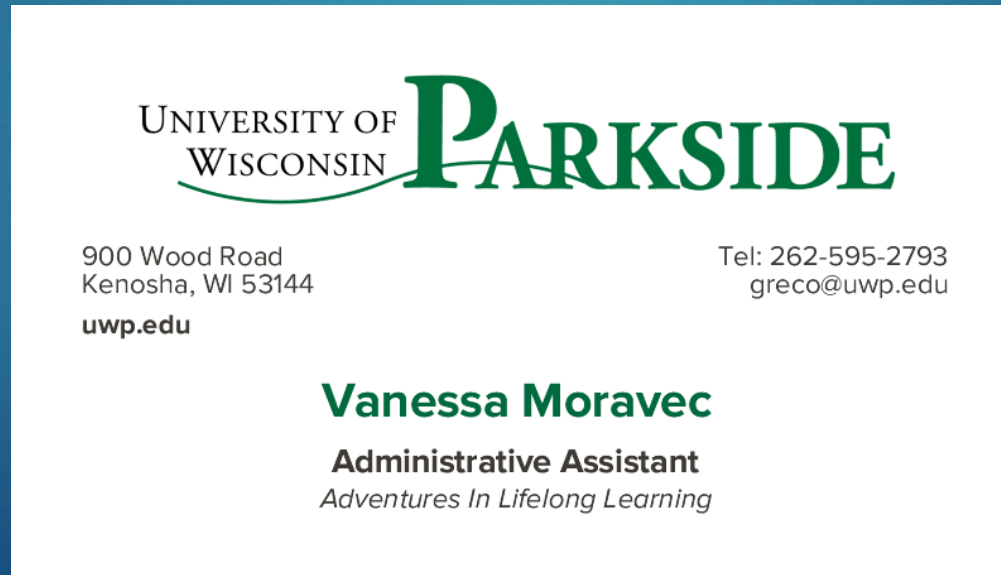 UNIVERSITY OF
WISCONSIN
PARKSIDE
900 Wood Road
Kenosha, WI 53144
uwp.edu
Tel: 262-595-2793
greco@uwp.edu
Vanessa Moravec
Administrative Assistant
Adventures In Lifelong Learning